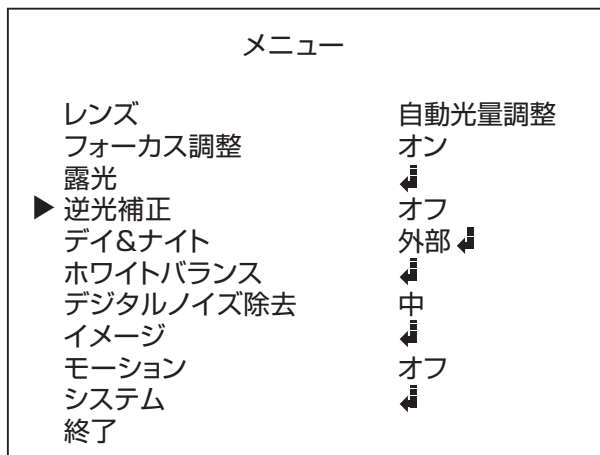 メニュー
レンズ 自動光量調整
フォーカス調整 オン
露光 ↲
▶ 逆光補正 オフ
デイ&ナイト 外部 ↲
ホワイトバランス ↲
デジタルノイズ除去 中
イメージ ↲
モーション オフ
システム ↲
終了